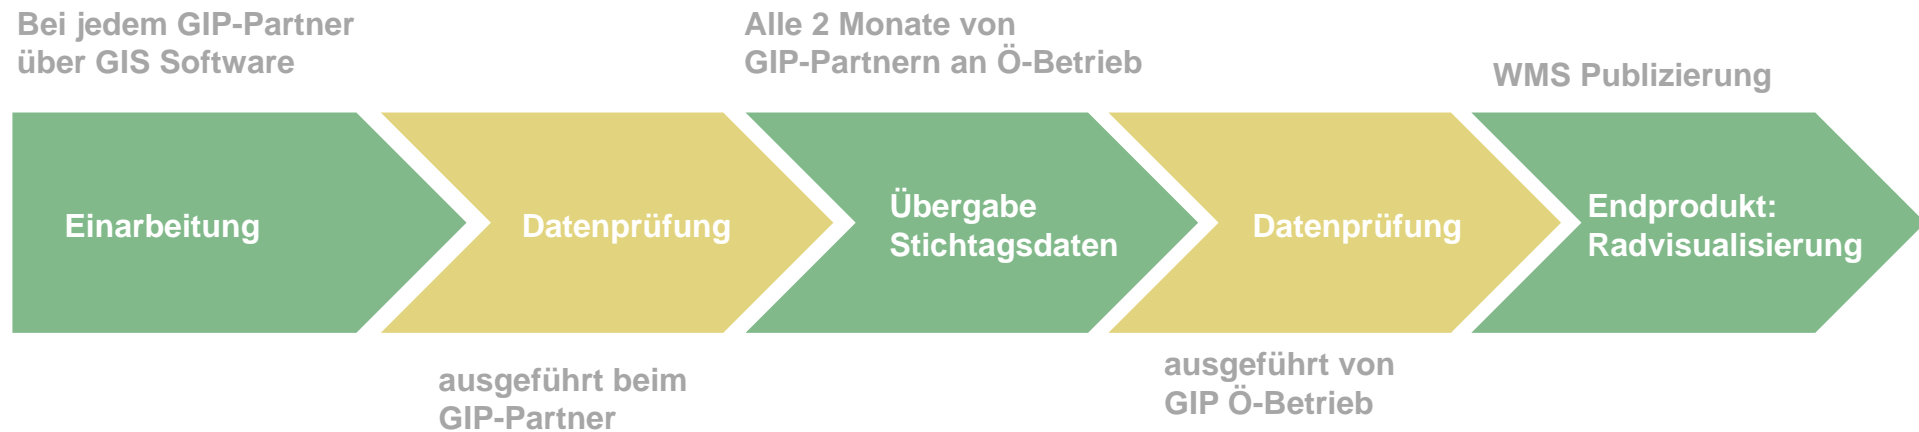 Bei jedem GIP-Partner
über GIS Software
Alle 2 Monate von
GIP-Partnern an Ö-Betrieb
WMS Publizierung
Einarbeitung
Datenprüfung
Übergabe
Stichtagsdaten
Datenprüfung
Endprodukt:
Radvisualisierung
ausgeführt beim
GIP-Partner
ausgeführt von
GIP Ö-Betrieb